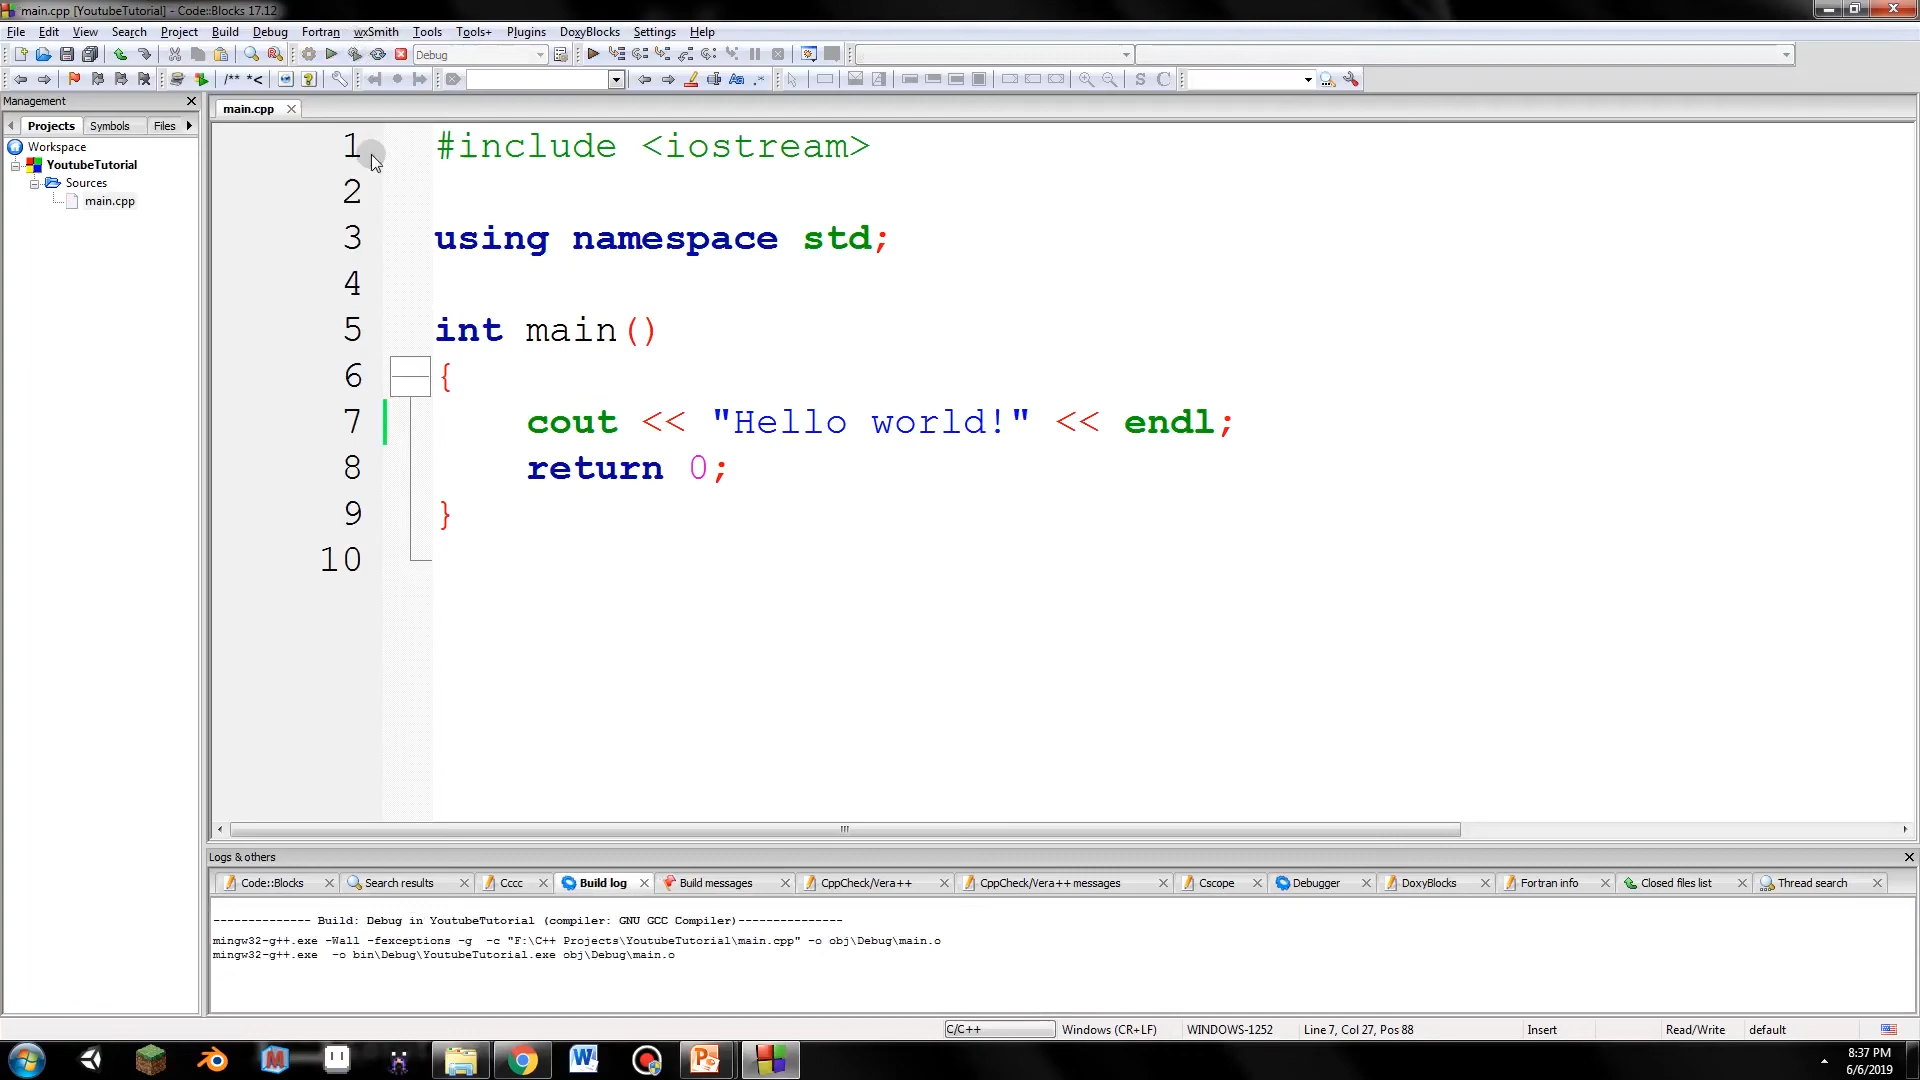 main.cpp [YoutubeTutorial] - Code::Blocks 17.12
File Edit View Search Project Build Debug Fortran wxSmith Tools Tools+ Plugins DoxyBlocks Settings Help
Debug
/** *<
Aa .*
S C
Management
main.cpp
Projects Symbols Files
Workspace
YoutubeTutorial
Sources
main.cpp
1 #include <iostream>
2
3 using namespace std;
4
5 int main()
6 {
7 cout << "Hello world!" << endl;
8 return 0;
9 }
10
Logs & others
Code::Blocks Search results Cccc Build log Build messages CppCheck/Vera++ CppCheck/Vera++ messages Cscope Debugger DoxyBlocks Fortran info Closed files list Thread search
-------------- Build: Debug in YoutubeTutorial (compiler: GNU GCC Compiler)---------------
mingw32-g++.exe -Wall -fexceptions -g  -c "F:\C++ Projects\YoutubeTutorial\main.cpp" -o obj\Debug\main.o
mingw32-g++.exe  -o bin\Debug\YoutubeTutorial.exe obj\Debug\main.o
C/C++ Windows (CR+LF) WINDOWS-1252 Line 7, Col 27, Pos 88 Insert Read/Write default
8:37 PM
6/6/2019